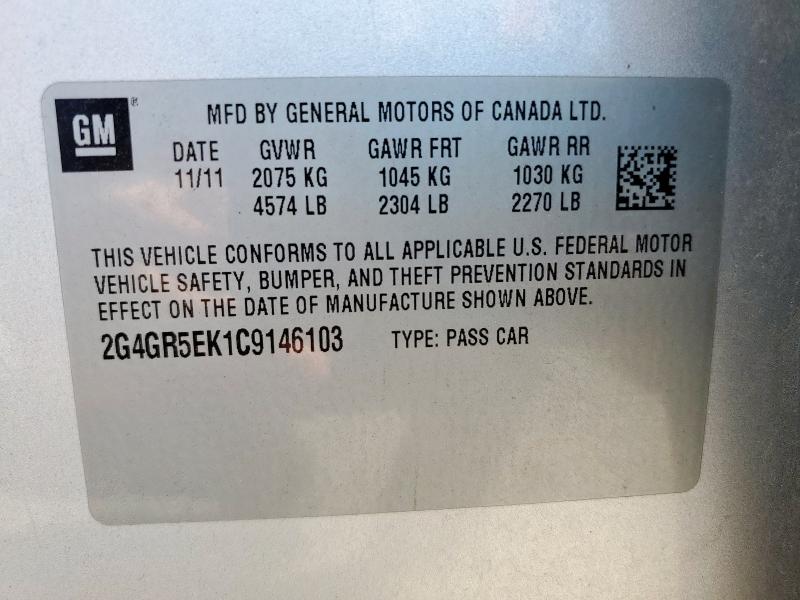 GM®
MFD BY GENERAL MOTORS OF CANADA LTD.
DATE GVWR GAWR FRT GAWR RR
11/11 2075 KG 1045 KG 1030 KG
4574 LB 2304 LB 2270 LB
THIS VEHICLE CONFORMS TO ALL APPLICABLE U.S. FEDERAL MOTOR
VEHICLE SAFETY, BUMPER, AND THEFT PREVENTION STANDARDS IN
EFFECT ON THE DATE OF MANUFACTURE SHOWN ABOVE.
2G4GR5EK1C9146103 TYPE: PASS CAR